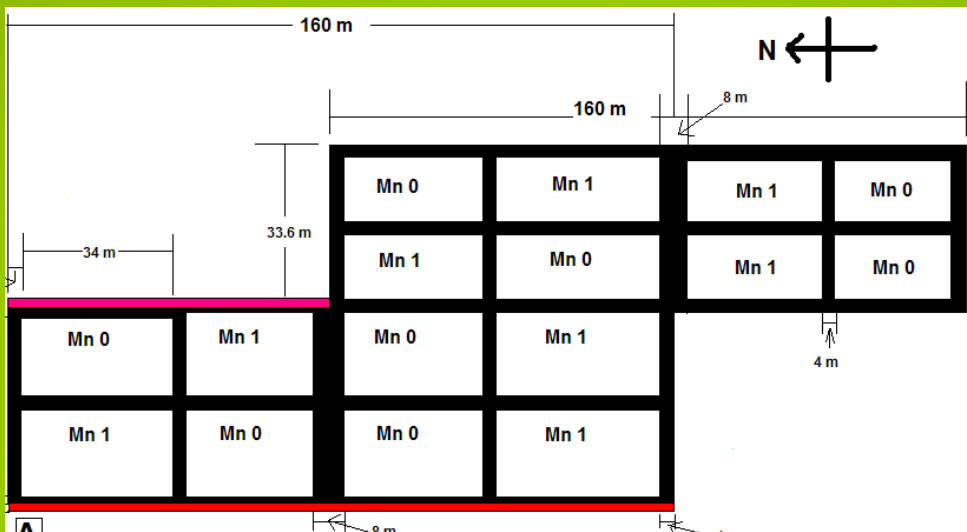 160 m
N
160 m
8 m
Mn 0 Mn 1 Mn 1 Mn 0
33.6 m
34 m
Mn 1 Mn 0 Mn 1 Mn 0
Mn 0 Mn 1 Mn 0 Mn 1
4 m
Mn 1 Mn 0 Mn 0 Mn 1
A
8 m